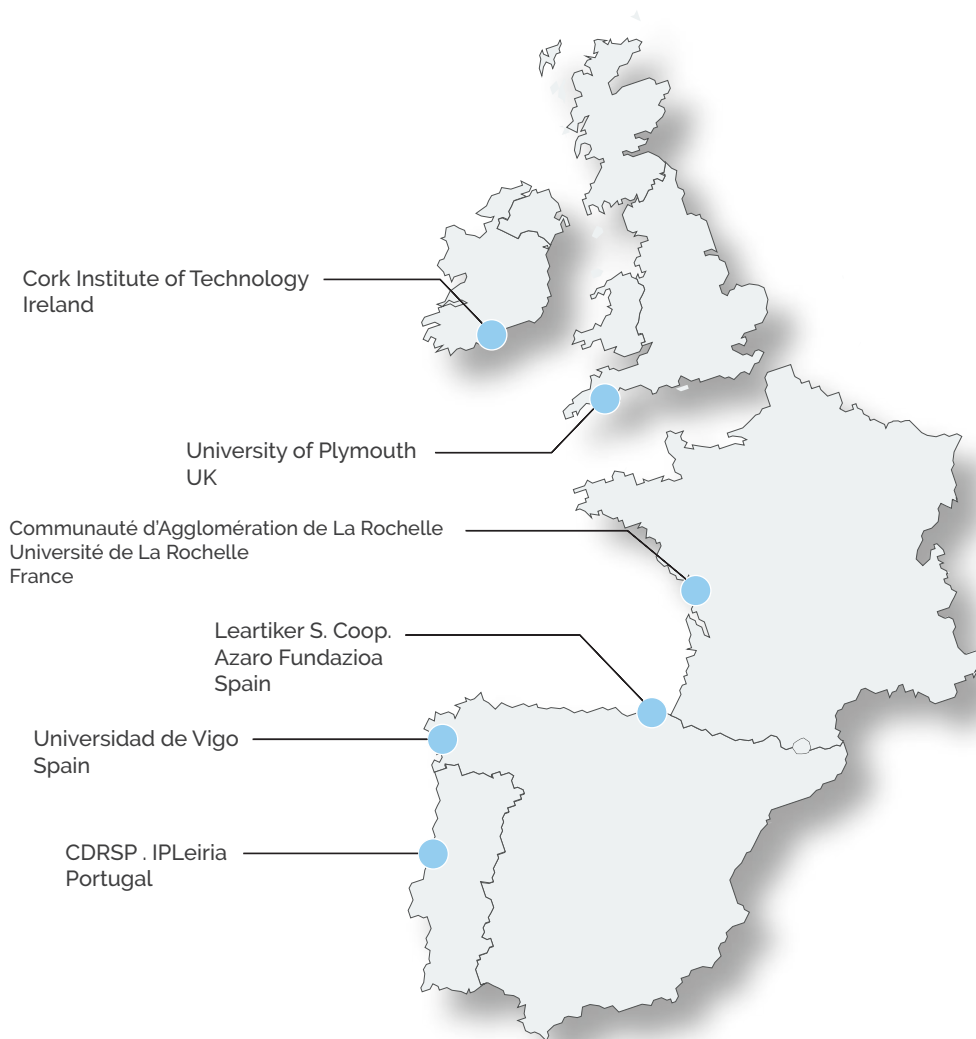 Cork Institute of Technology
Ireland
University of Plymouth
UK
Communauté d'Agglomération de La Rochelle
Université de La Rochelle
France
Leartiker S. Coop.
Azaro Fundazioa
Spain
Universidad de Vigo
Spain
CDRSP . IPLeiria
Portugal